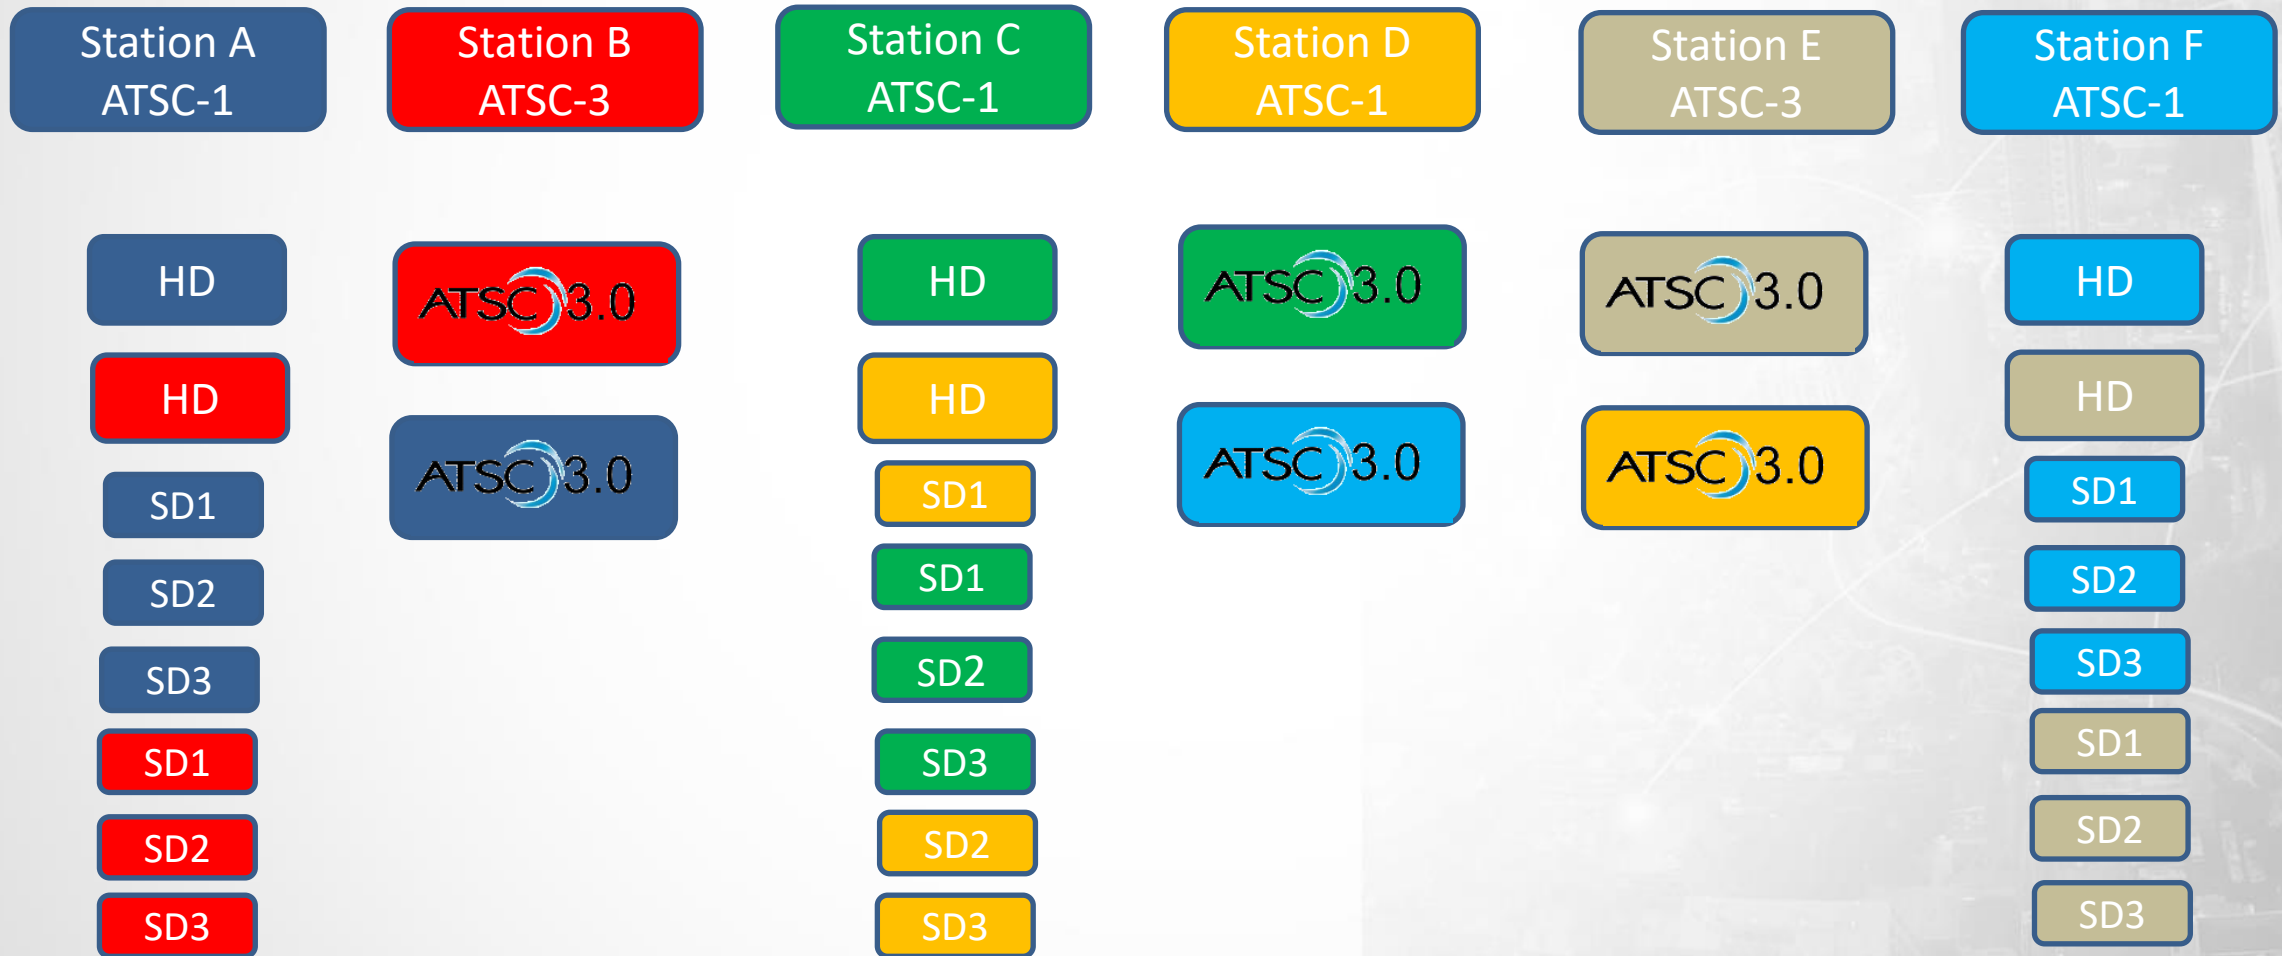 Station A
ATSC-1
Station B
ATSC-3
Station C
ATSC-1
Station D
ATSC-1
Station E
ATSC-3
Station F
ATSC-1
HD
HD
SD1
SD2
SD3
SD1
SD2
SD3
ATSC 3.0
ATSC 3.0
HD
HD
SD1
SD1
SD2
SD3
SD2
SD3
ATSC 3.0
ATSC 3.0
ATSC 3.0
ATSC 3.0
HD
HD
SD1
SD2
SD3
SD1
SD2
SD3